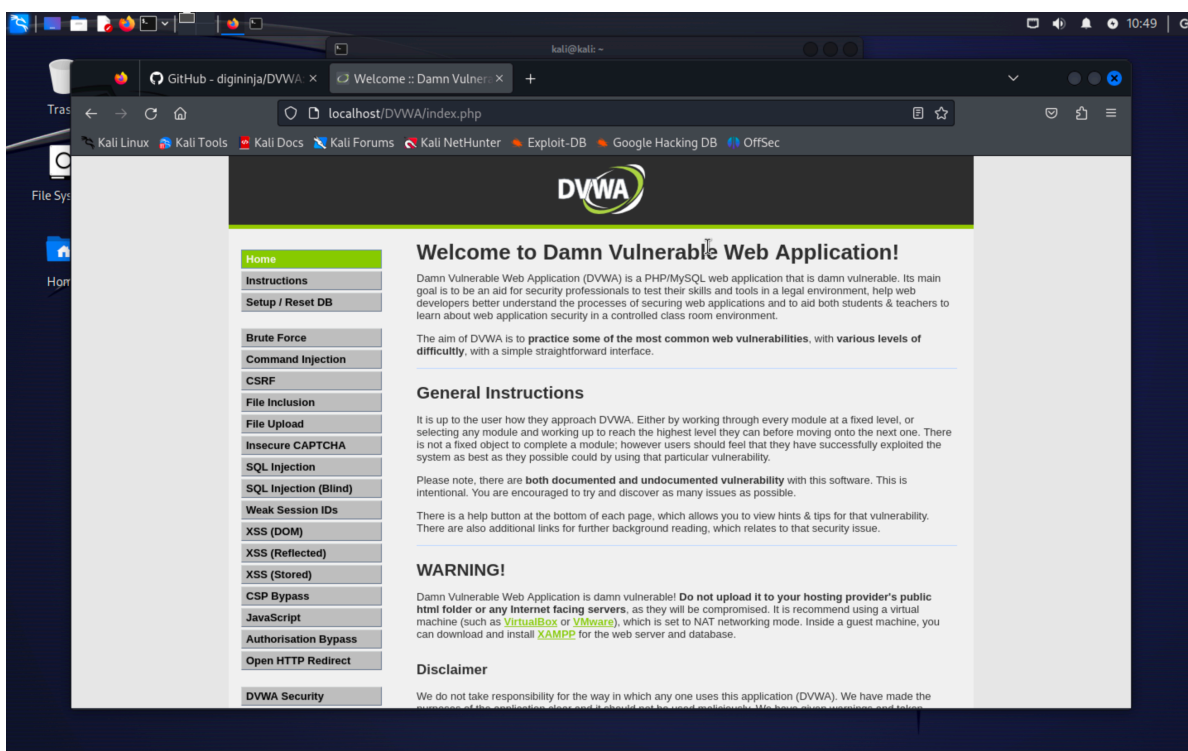 10:49
kali@kali: ~
GitHub - digininja/DVWA
Welcome :: Damn Vulner
localhost/DVWA/index.php
Kali Linux Kali Tools Kali Docs Kali Forums Kali NetHunter Exploit-DB Google Hacking DB OffSec
Tras
File Sys
Hom
DVWA
Home
Instructions
Setup / Reset DB
Brute Force
Command Injection
CSRF
File Inclusion
File Upload
Insecure CAPTCHA
SQL Injection
SQL Injection (Blind)
Weak Session IDs
XSS (DOM)
XSS (Reflected)
XSS (Stored)
CSP Bypass
JavaScript
Authorisation Bypass
Open HTTP Redirect
DVWA Security
Welcome to Damn Vulnerable Web Application!
Damn Vulnerable Web Application (DVWA) is a PHP/MySQL web application that is damn vulnerable. Its main
goal is to be an aid for security professionals to test their skills and tools in a legal environment, help web
developers better understand the processes of securing web applications and to aid both students & teachers to
learn about web application security in a controlled class room environment.
The aim of DVWA is to practice some of the most common web vulnerabilities, with various levels of
difficultly, with a simple straightforward interface.
General Instructions
It is up to the user how they approach DVWA. Either by working through every module at a fixed level, or
selecting any module and working up to reach the highest level they can before moving onto the next one. There
is not a fixed object to complete a module; however users should feel that they have successfully exploited the
system as best as they possible could by using that particular vulnerability.
Please note, there are both documented and undocumented vulnerability with this software. This is
intentional. You are encouraged to try and discover as many issues as possible.
There is a help button at the bottom of each page, which allows you to view hints & tips for that vulnerability.
There are also additional links for further background reading, which relates to that security issue.
WARNING!
Damn Vulnerable Web Application is damn vulnerable! Do not upload it to your hosting provider's public
html folder or any Internet facing servers, as they will be compromised. It is recommend using a virtual
machine (such as VirtualBox or VMware), which is set to NAT networking mode. Inside a guest machine, you
can download and install XAMPP for the web server and database.
Disclaimer
We do not take responsibility for the way in which any one uses this application (DVWA). We have made the